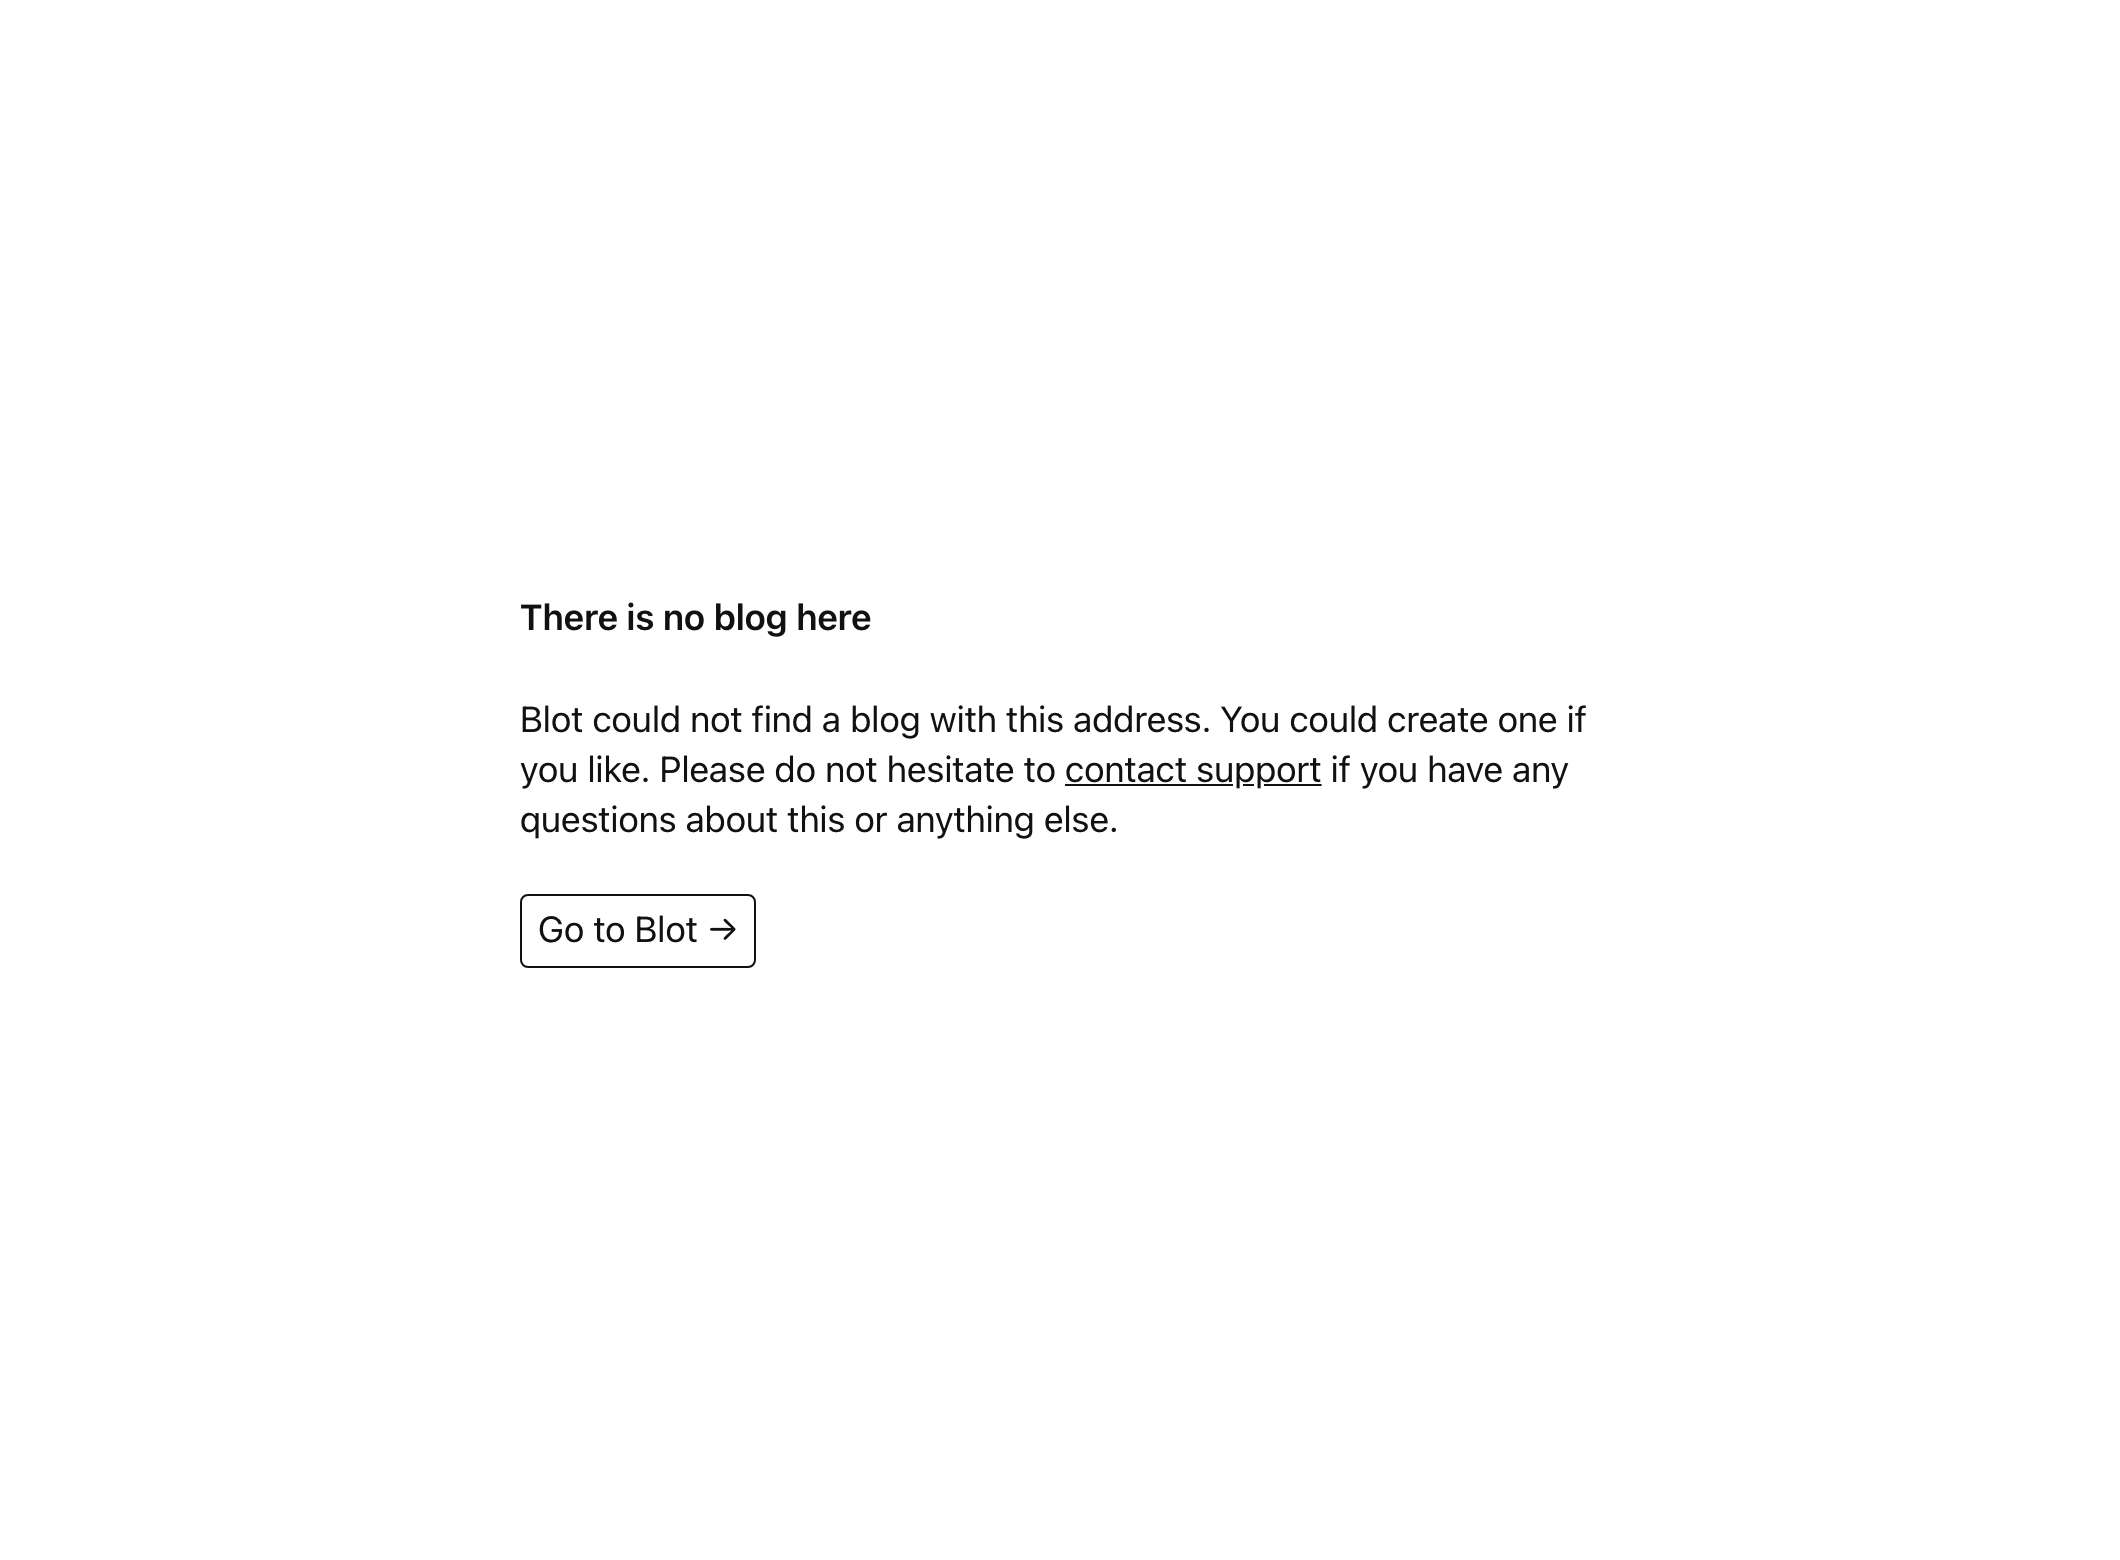 There is no blog here
Blot could not find a blog with this address. You could create one if
you like. Please do not hesitate to contact support if you have any
questions about this or anything else.
Go to Blot →